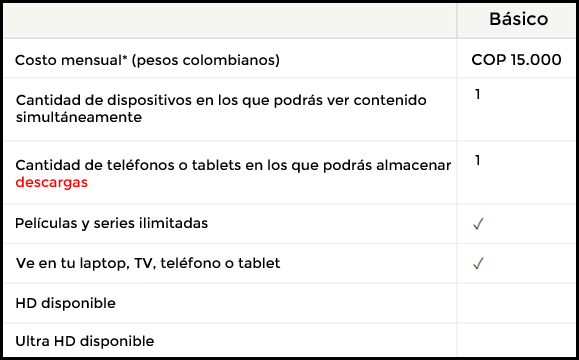 Básico
Costo mensual* (pesos colombianos) COP 15.000
Cantidad de dispositivos en los que podrás ver contenido 1
simultáneamente
Cantidad de teléfonos o tablets en los que podrás almacenar 1
descargas
Películas y series ilimitadas ✓
Ve en tu laptop, TV, teléfono o tablet ✓
HD disponible
Ultra HD disponible